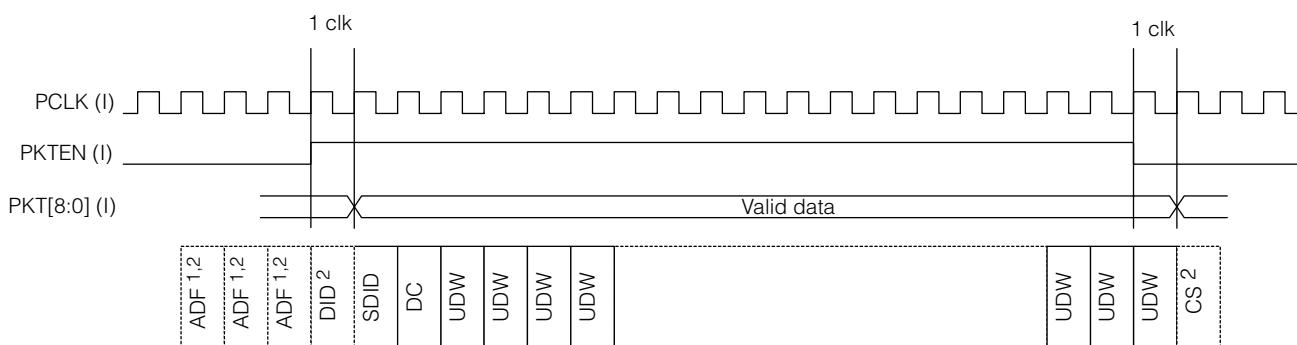 1 clk
1 clk
PCLK (I)
PKTEN (I)
PKT[8:0] (I)
Valid data
ADF 1,2
ADF 1,2
ADF 1,2
DID 2
SDID
DC
UDW
UDW
UDW
UDW
UDW
UDW
UDW
CS 2